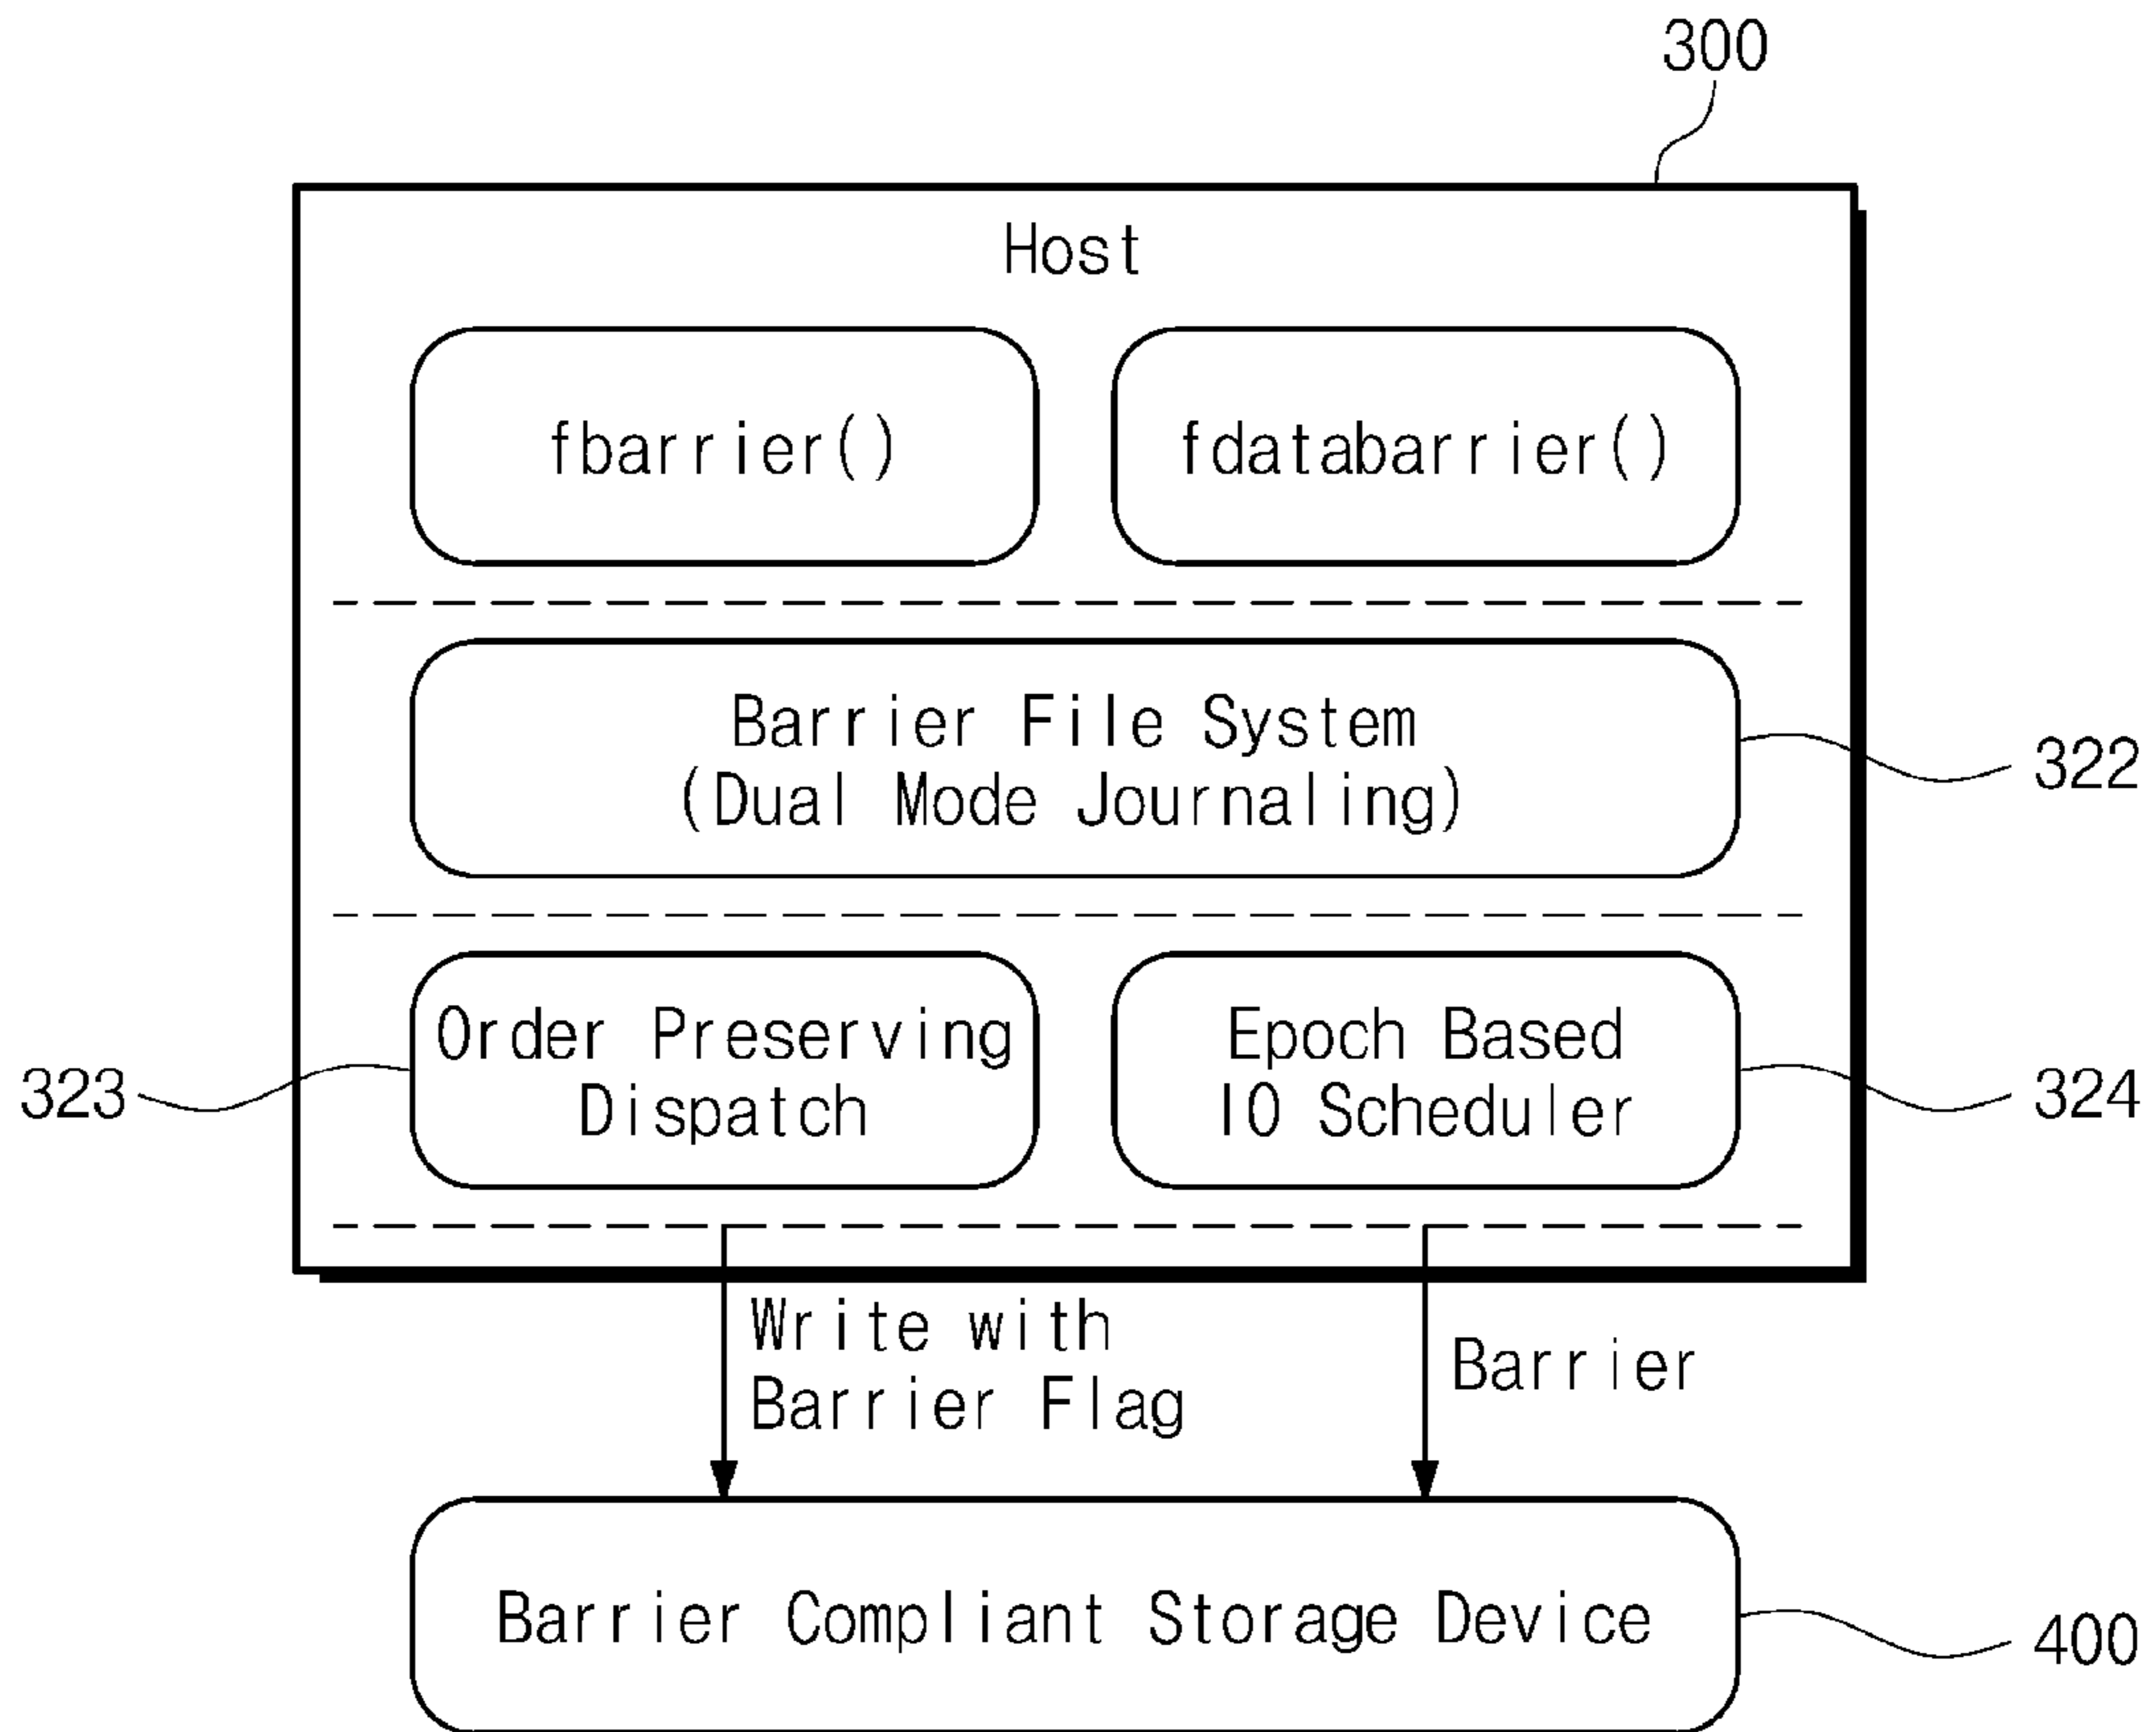 300
Host
fbarrier()
fdatabarrier()
Barrier File System
(Dual Mode Journaling)
322
Order Preserving
Dispatch
323
Epoch Based
IO Scheduler
324
Write with
Barrier Flag
Barrier
Barrier Compliant Storage Device
400